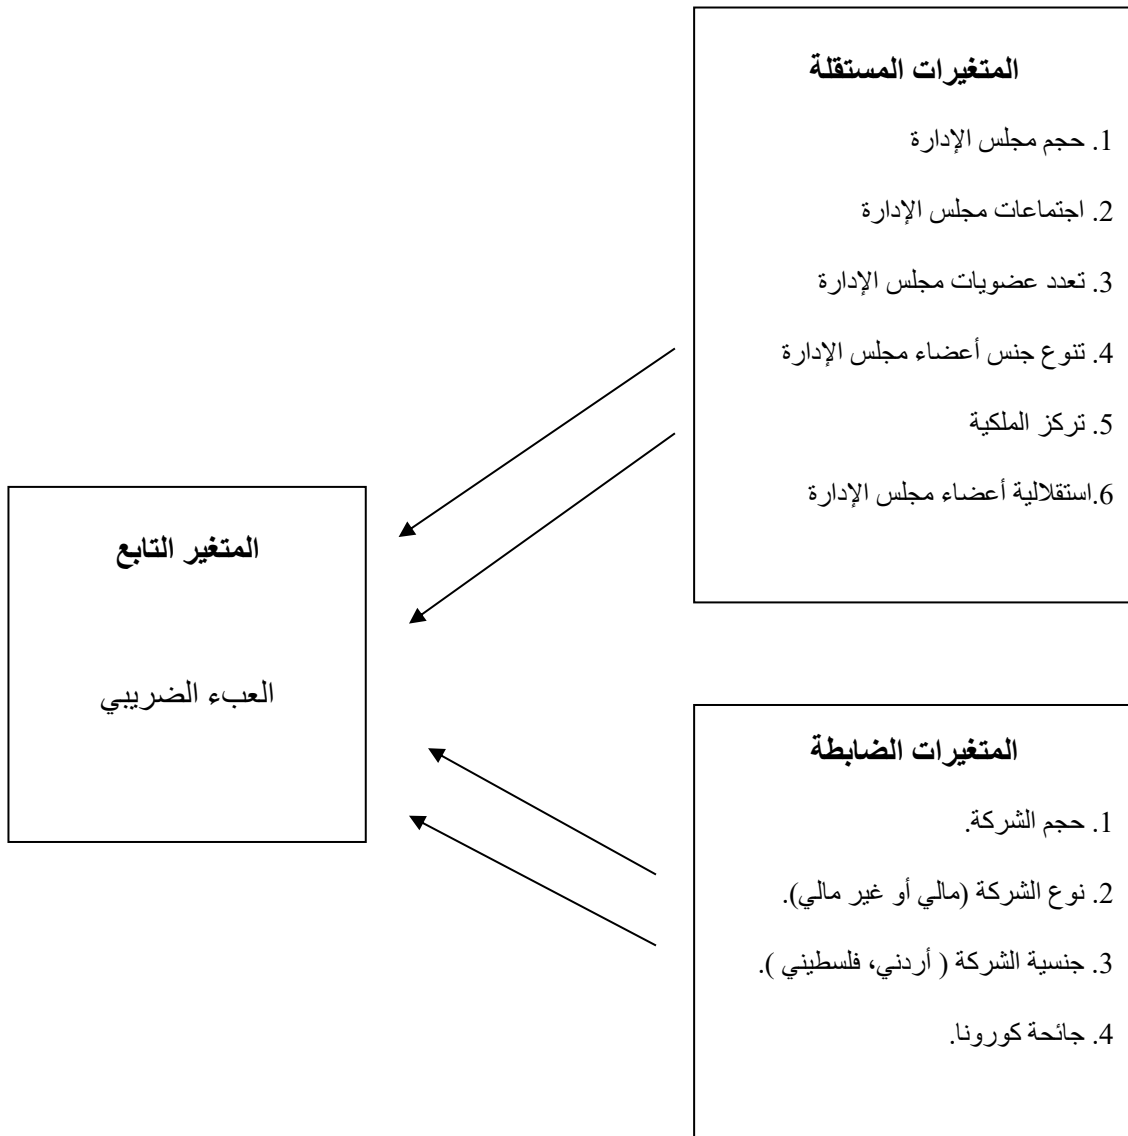 المتغيرات المستقلة
1. حجم مجلس الإدارة
2. اجتماعات مجلس الإدارة
3. تعدد عضويات مجلس الإدارة
4. تنوع جنس أعضاء مجلس الإدارة
5. تركز الملكية
6.استقلالية أعضاء مجلس الإدارة
المتغير التابع
العبء الضريبي
المتغيرات الضابطة
1. حجم الشركة.
2. نوع الشركة (مالي أو غير مالي).
3. جنسية الشركة ( أردني، فلسطيني ).
4. جائحة كورونا.